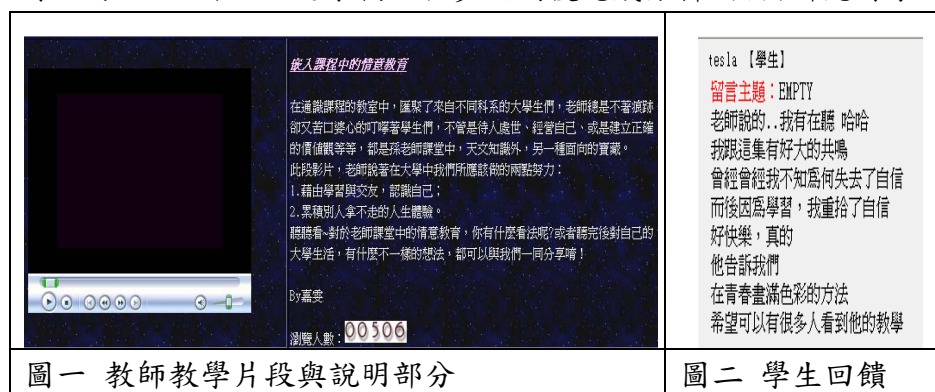 嵌入課程中的情意教育
在通識課程的教室中，匯聚了來自不同科系的大學生們，老師總是不著痕跡
卻又苦口婆心的叮嚀著學生們，不管是待人處世、經營自己、或是建立正確
的價值觀等等，都是孫老師課堂中，天文知識外，另一種面向的寶藏。
此段影片，老師說著在大學中我們所應該做的兩點努力：
1.藉由學習與交友，認識自己；
2.累積別人拿不走的人生體驗。
聽聽看~對於老師課堂中的情意教育，你有什麼看法呢?或者聽完後對自己的
大學生活，有什麼不一樣的想法，都可以與我們一同分享唷！
By嘉雯
瀏覽人數：00506
tesla 【學生】
留言主題：EMPTY
老師說的..我有在聽 哈哈
我跟這集有好大的共鳴
曾經曾經我不知為何失去了自信
而後因為學習，我重拾了自信
好快樂，真的
他告訴我們
在青春畫滿色彩的方法
希望可以有很多人看到他的教學
圖一 教師教學片段與說明部分
圖二 學生回饋